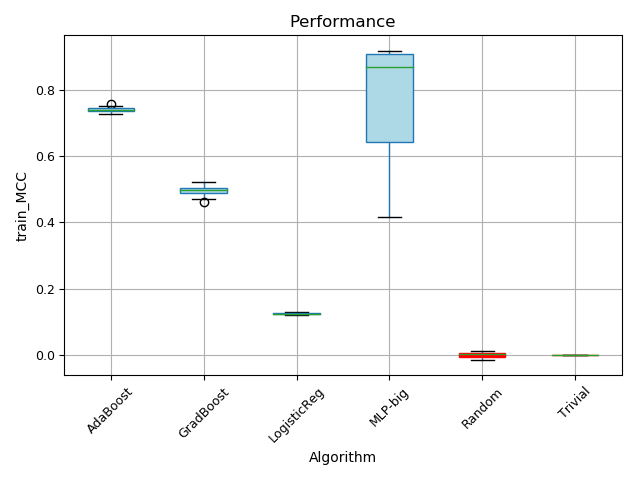 Performance
train_MCC
0.8
0.6
0.4
0.2
0.0
AdaBoost
GradBoost
LogisticReg
MLP-big
Random
Trivial
Algorithm